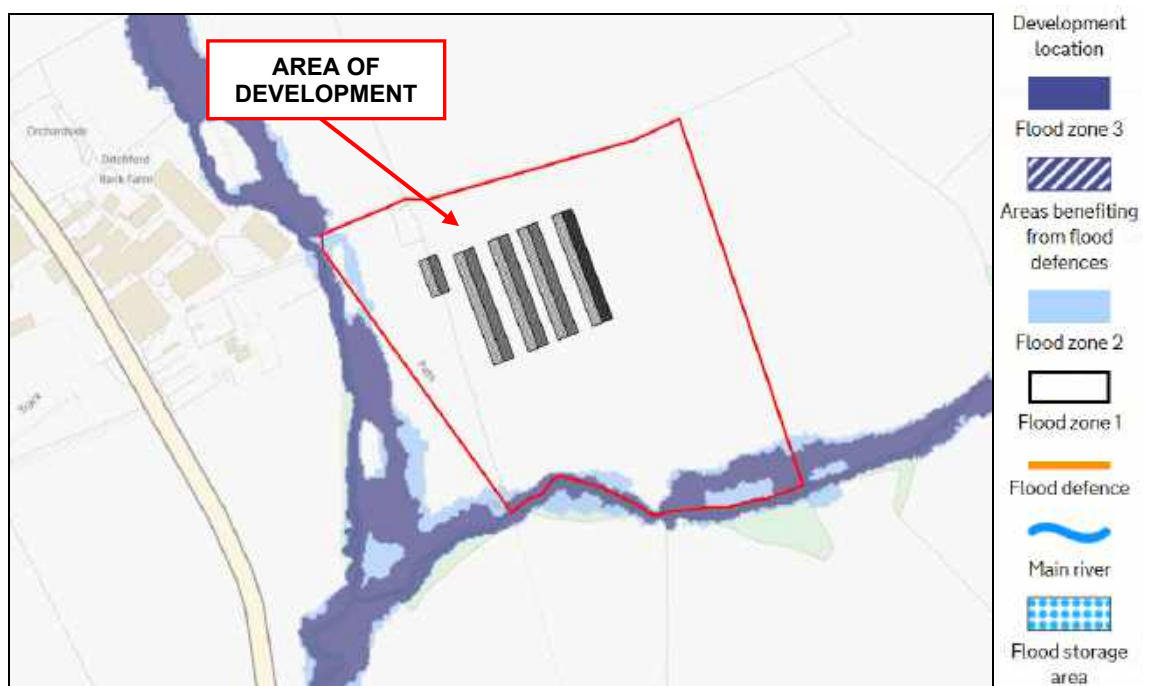 AREA OF
DEVELOPMENT
Orchardside
Ditchford
Bank Farm
Track
Path
Development
location
Flood zone 3
Areas benefiting
from flood
defences
Flood zone 2
Flood zone 1
Flood defence
Main river
Flood storage
area